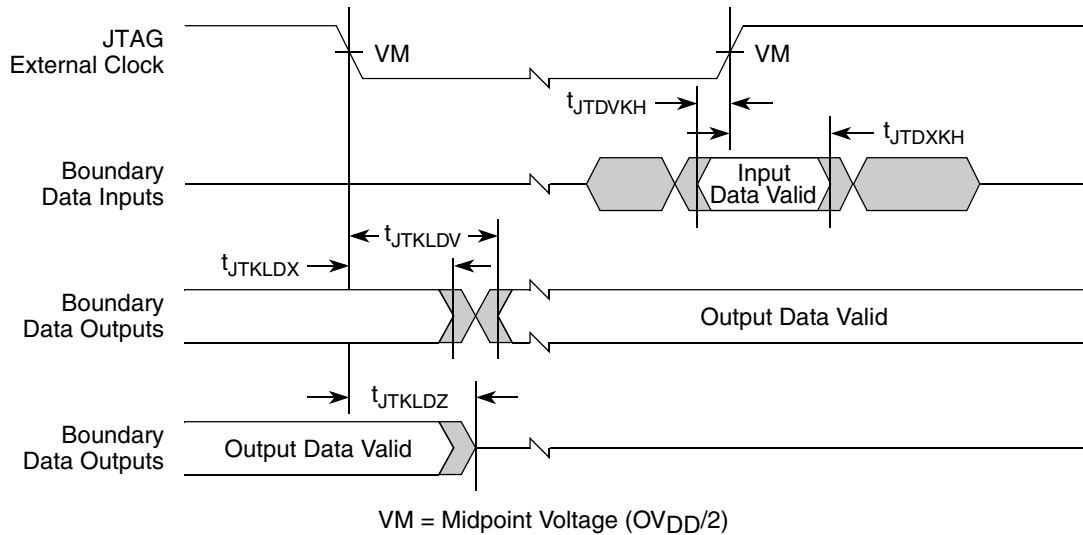 JTAG
External Clock
VM
VM
tJTDVKH
tJTDXKH
Boundary
Data Inputs
Input
Data Valid
tJTKLDV
tJTKLDX
Boundary
Data Outputs
Output Data Valid
tJTKLDZ
Boundary
Data Outputs
Output Data Valid
VM = Midpoint Voltage (OVDD/2)